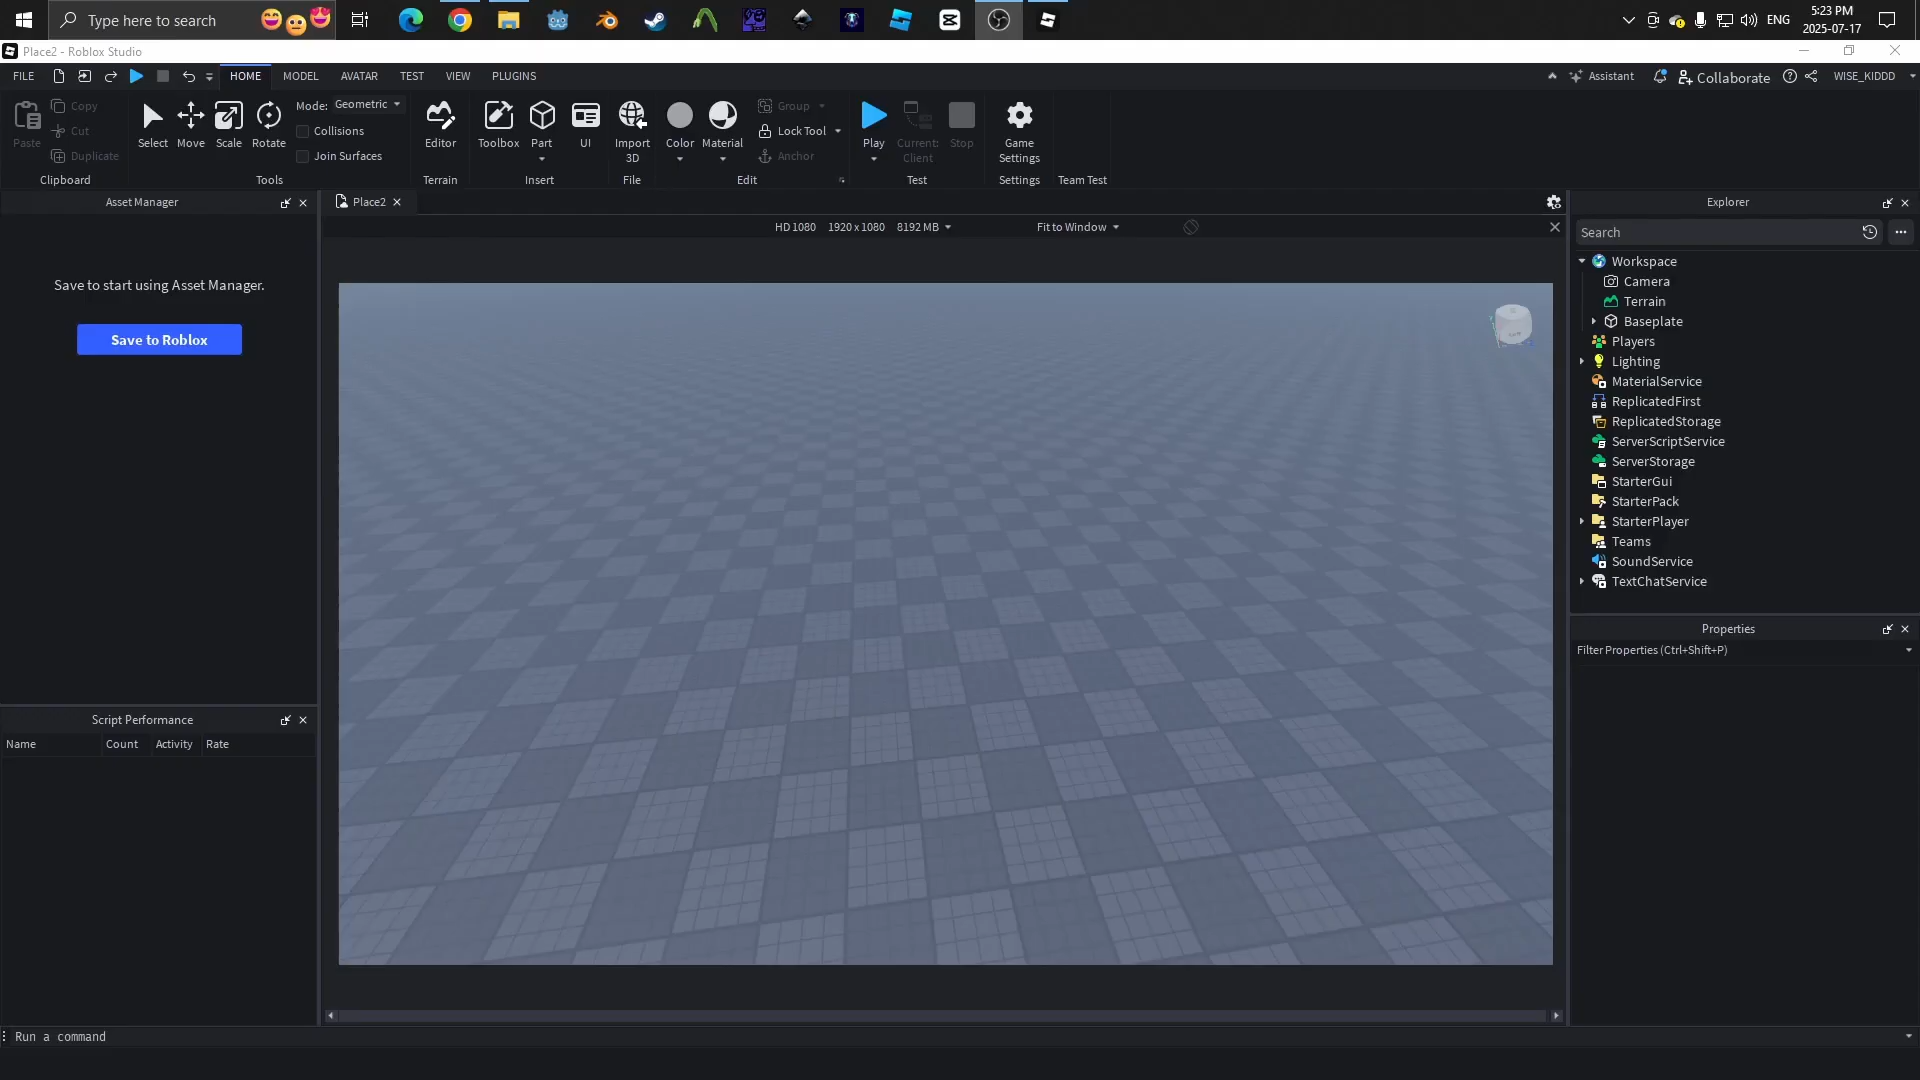 Type here to search
ENG
5:23 PM
2025-07-17
Place2 - Roblox Studio
FILE HOME MODEL AVATAR TEST VIEW PLUGINS
Assistant Collaborate WISE_KIDDD
Paste
Copy
Cut
Duplicate
Clipboard
Select Move Scale Rotate
Mode: Geometric
Collisions
Join Surfaces
Tools
Editor
Terrain
Toolbox Part UI
Insert
Import
3D
File
Color Material
Group
Lock Tool
Anchor
Edit
Play
Current:
Client
Stop
Test
Game
Settings
Settings
Team Test
Asset Manager
Save to start using Asset Manager.
Save to Roblox
Script Performance
Name Count Activity Rate
Place2
HD 1080 1920 x 1080 8192 MB
Fit to Window
Explorer
Search
Workspace
Camera
Terrain
Baseplate
Players
Lighting
MaterialService
ReplicatedFirst
ReplicatedStorage
ServerScriptService
ServerStorage
StarterGui
StarterPack
StarterPlayer
Teams
SoundService
TextChatService
Properties
Filter Properties (Ctrl+Shift+P)
Run a command